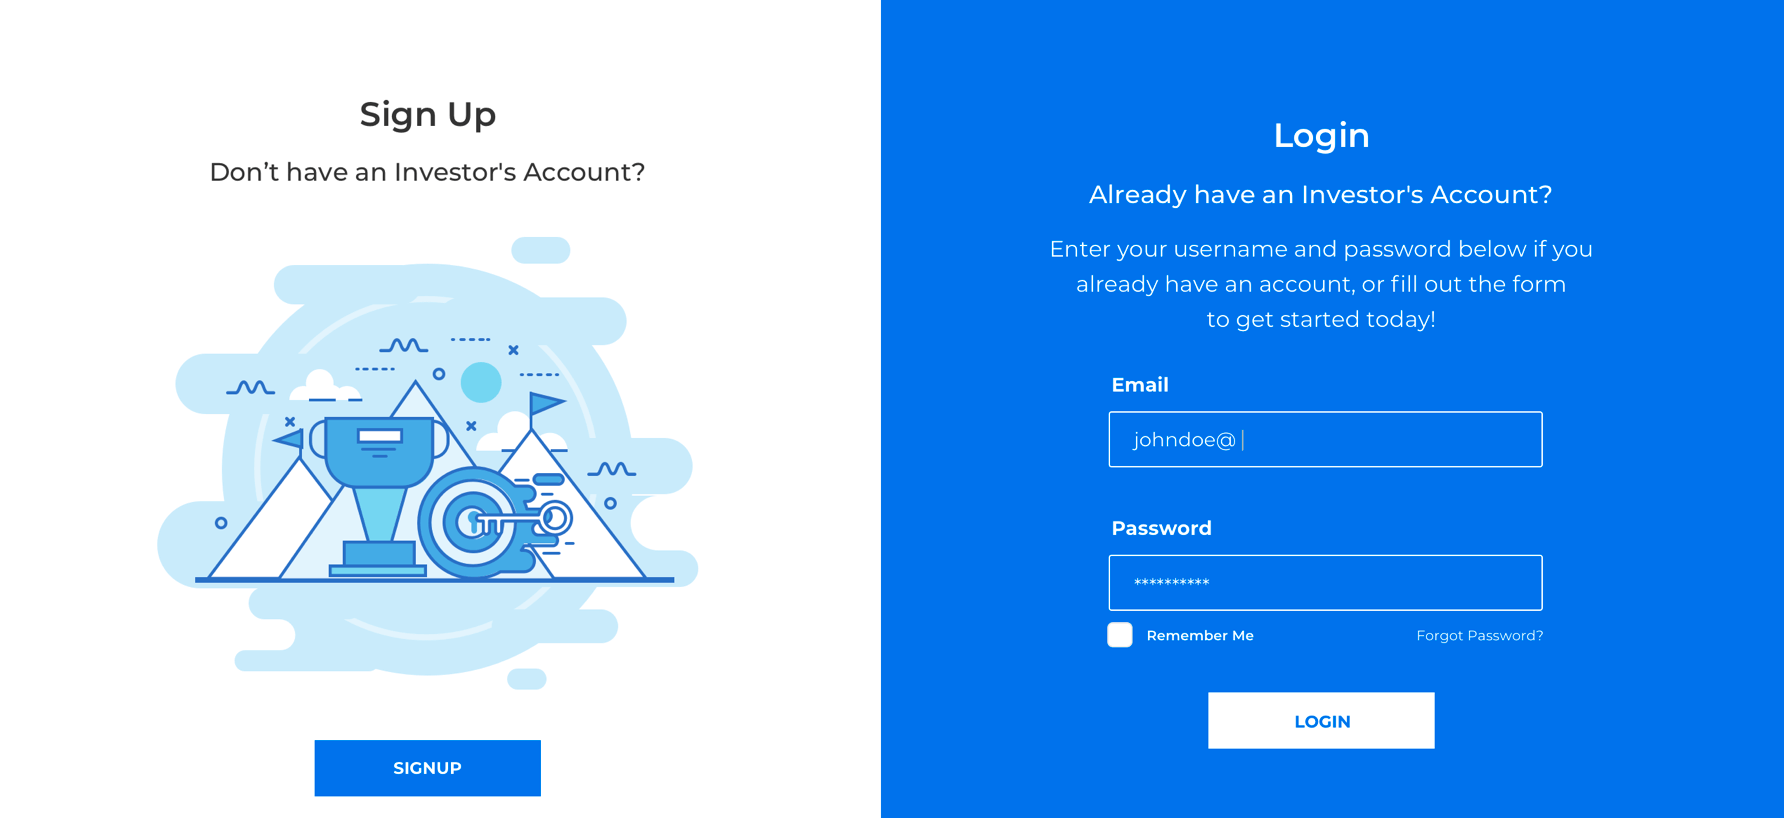 Sign Up
Don’t have an Investor's Account?
SIGNUP
Login
Already have an Investor's Account?
Enter your username and password below if you
already have an account, or fill out the form
to get started today!
Email
johndoe@
Password
**********
Remember Me
Forgot Password?
LOGIN